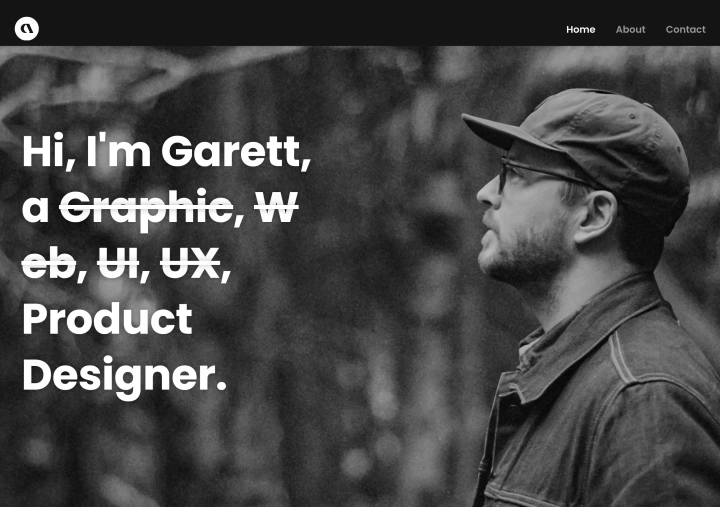 Home About Contact
Hi, I'm Garett,
a Graphic, W
eb, UI, UX,
Product
Designer.